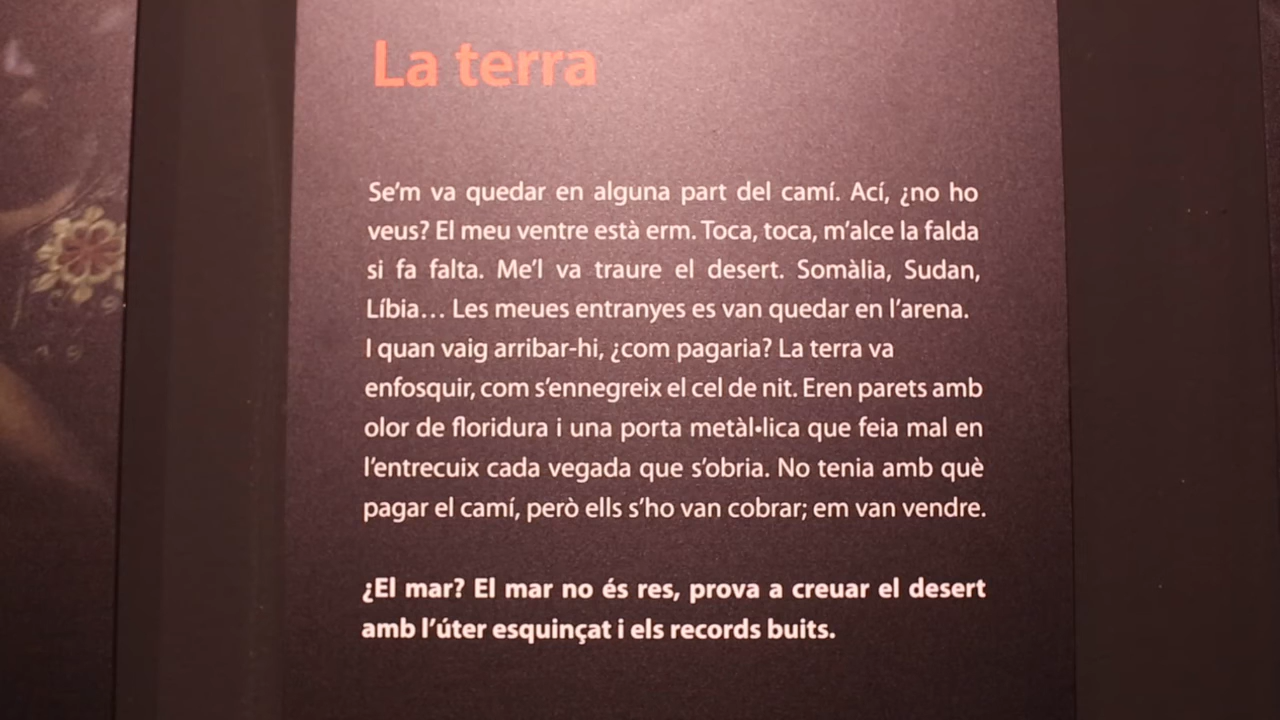 La terra
Se'm va quedar en alguna part del camí. Ací, ¿no ho
veus? El meu ventre està erm. Toca, toca, m'alce la falda
si fa falta. Me'l va traure el desert. Somàlia, Sudan,
Líbia… Les meues entranyes es van quedar en l'arena.
I quan vaig arribar-hi, ¿com pagaria? La terra va
enfosquir, com s'ennegreix el cel de nit. Eren parets amb
olor de floridura i una porta metàl•lica que feia mal en
l'entrecuix cada vegada que s'obria. No tenia amb què
pagar el camí, però ells s'ho van cobrar; em van vendre.
¿El mar? El mar no és res, prova a creuar el desert
amb l'úter esquinçat i els records buits.